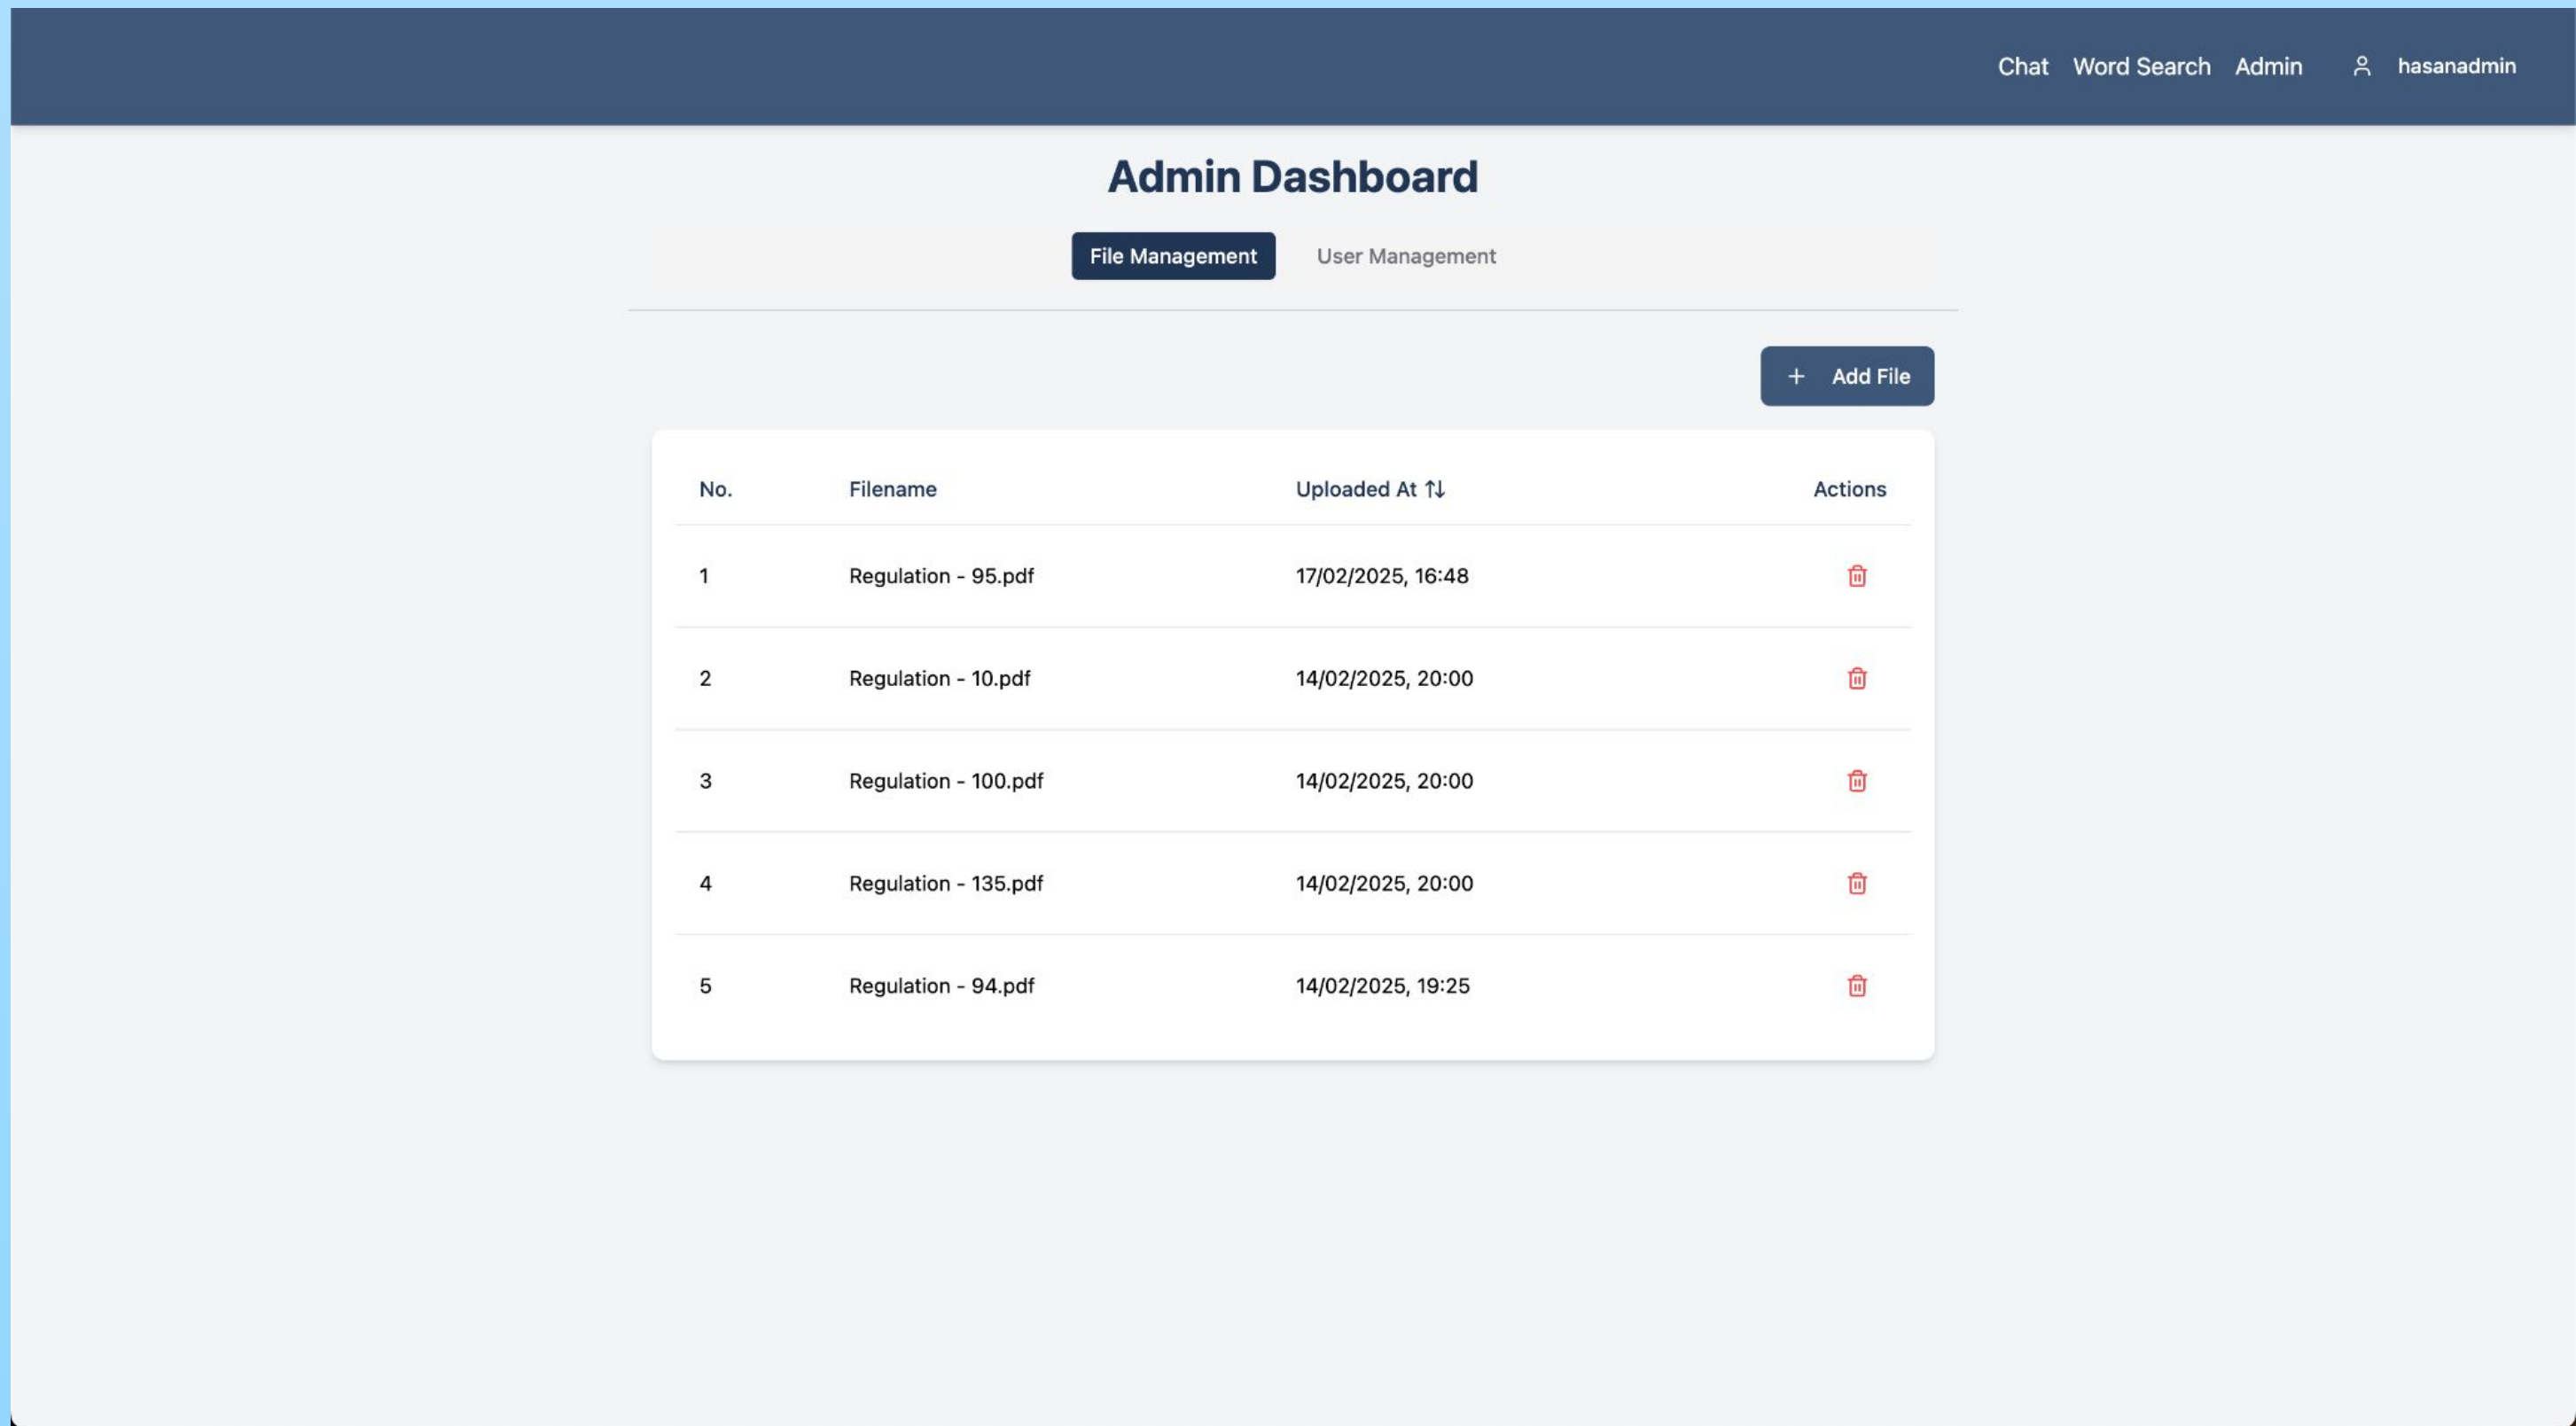 Chat Word Search Admin hasanadmin
Admin Dashboard
File Management User Management
+ Add File
No. Filename Uploaded At ↑↓ Actions
1 Regulation - 95.pdf 17/02/2025, 16:48
2 Regulation - 10.pdf 14/02/2025, 20:00
3 Regulation - 100.pdf 14/02/2025, 20:00
4 Regulation - 135.pdf 14/02/2025, 20:00
5 Regulation - 94.pdf 14/02/2025, 19:25